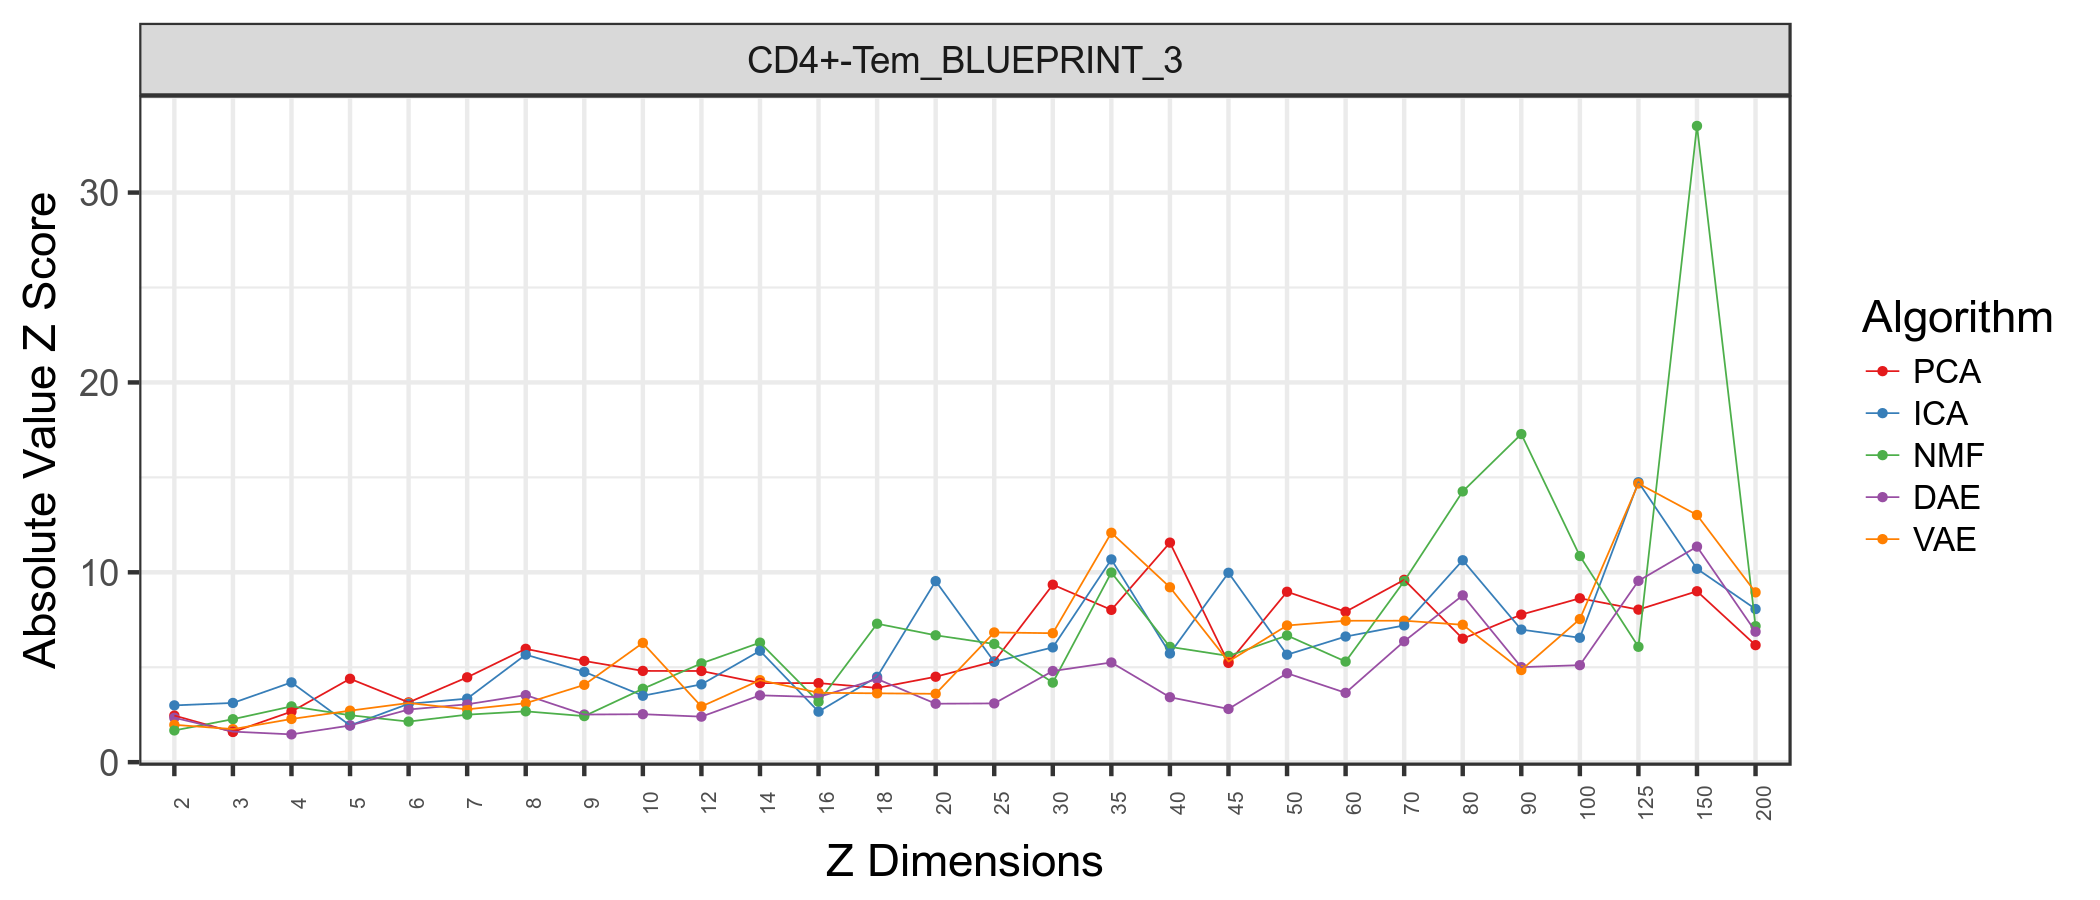 CD4+-Tem_BLUEPRINT_3
Absolute Value Z Score
30
20
10
0
2 3 4 5 6 7 8 9 10 12 14 16 18 20 25 30 35 40 45 50 60 70 80 90 100 125 150 200
Z Dimensions
Algorithm
PCA
ICA
NMF
DAE
VAE